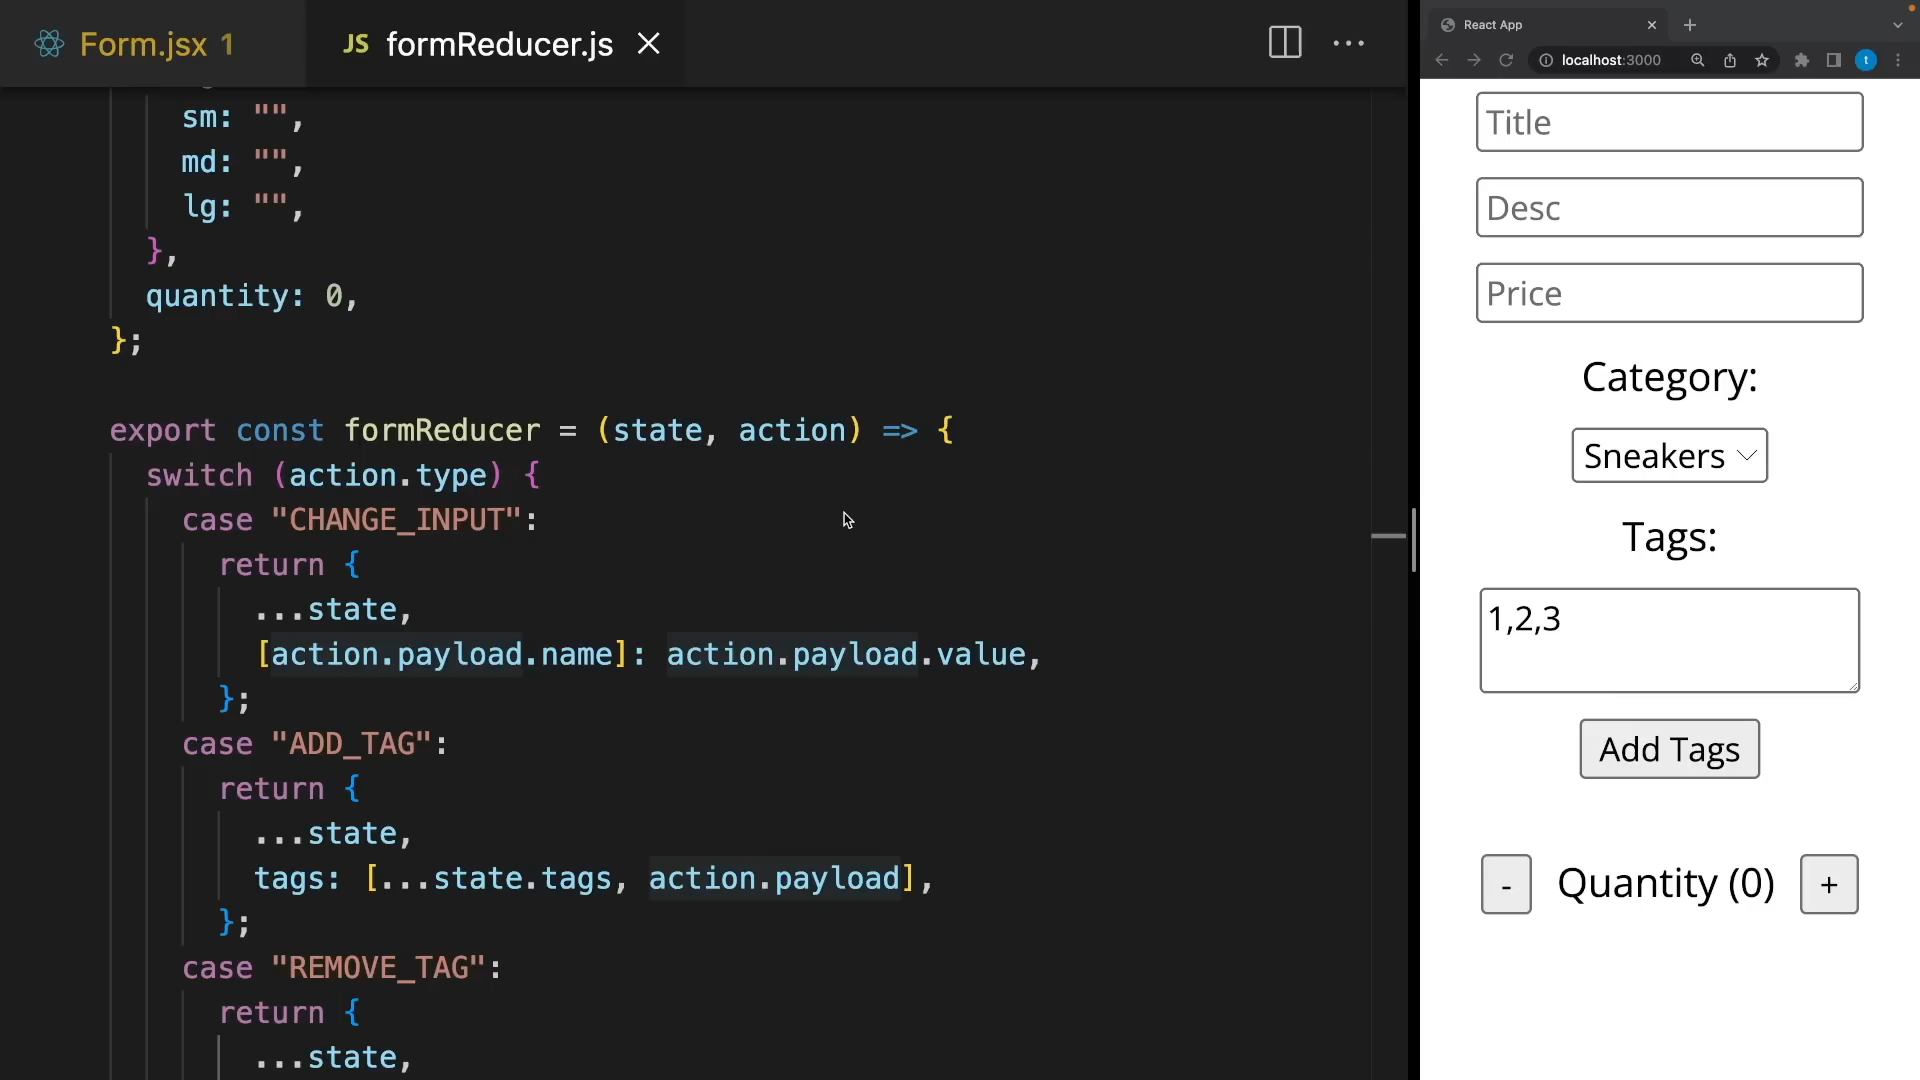 Form.jsx 1
JS formReducer.js
sm: "",
md: "",
lg: "",
},
quantity: 0,
};
export const formReducer = (state, action) => {
switch (action.type) {
case "CHANGE_INPUT":
return {
...state,
[action.payload.name]: action.payload.value,
};
case "ADD_TAG":
return {
...state,
tags: [...state.tags, action.payload],
};
case "REMOVE_TAG":
return {
...state,
React App
localhost:3000
t
Title
Desc
Price
Category:
Sneakers
Tags:
1,2,3
Add Tags
- Quantity (0) +